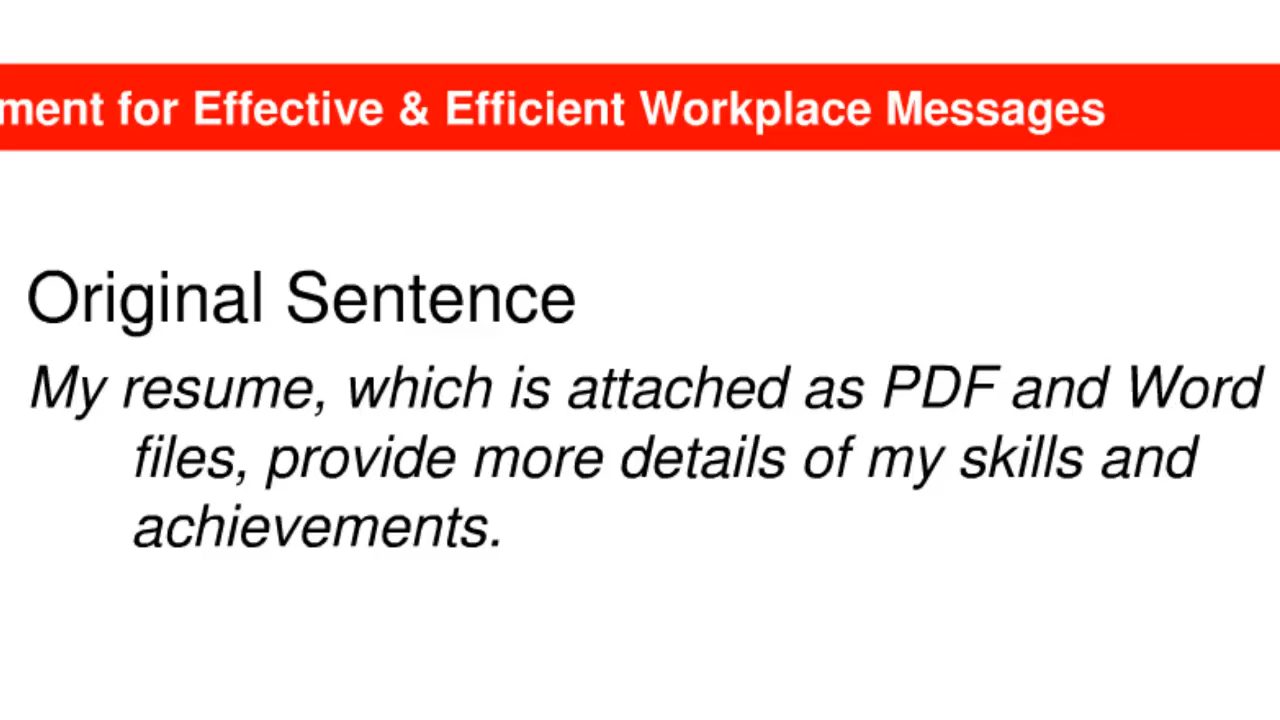 ment for Effective & Efficient Workplace Messages
Original Sentence
My resume, which is attached as PDF and Word
files, provide more details of my skills and
achievements.